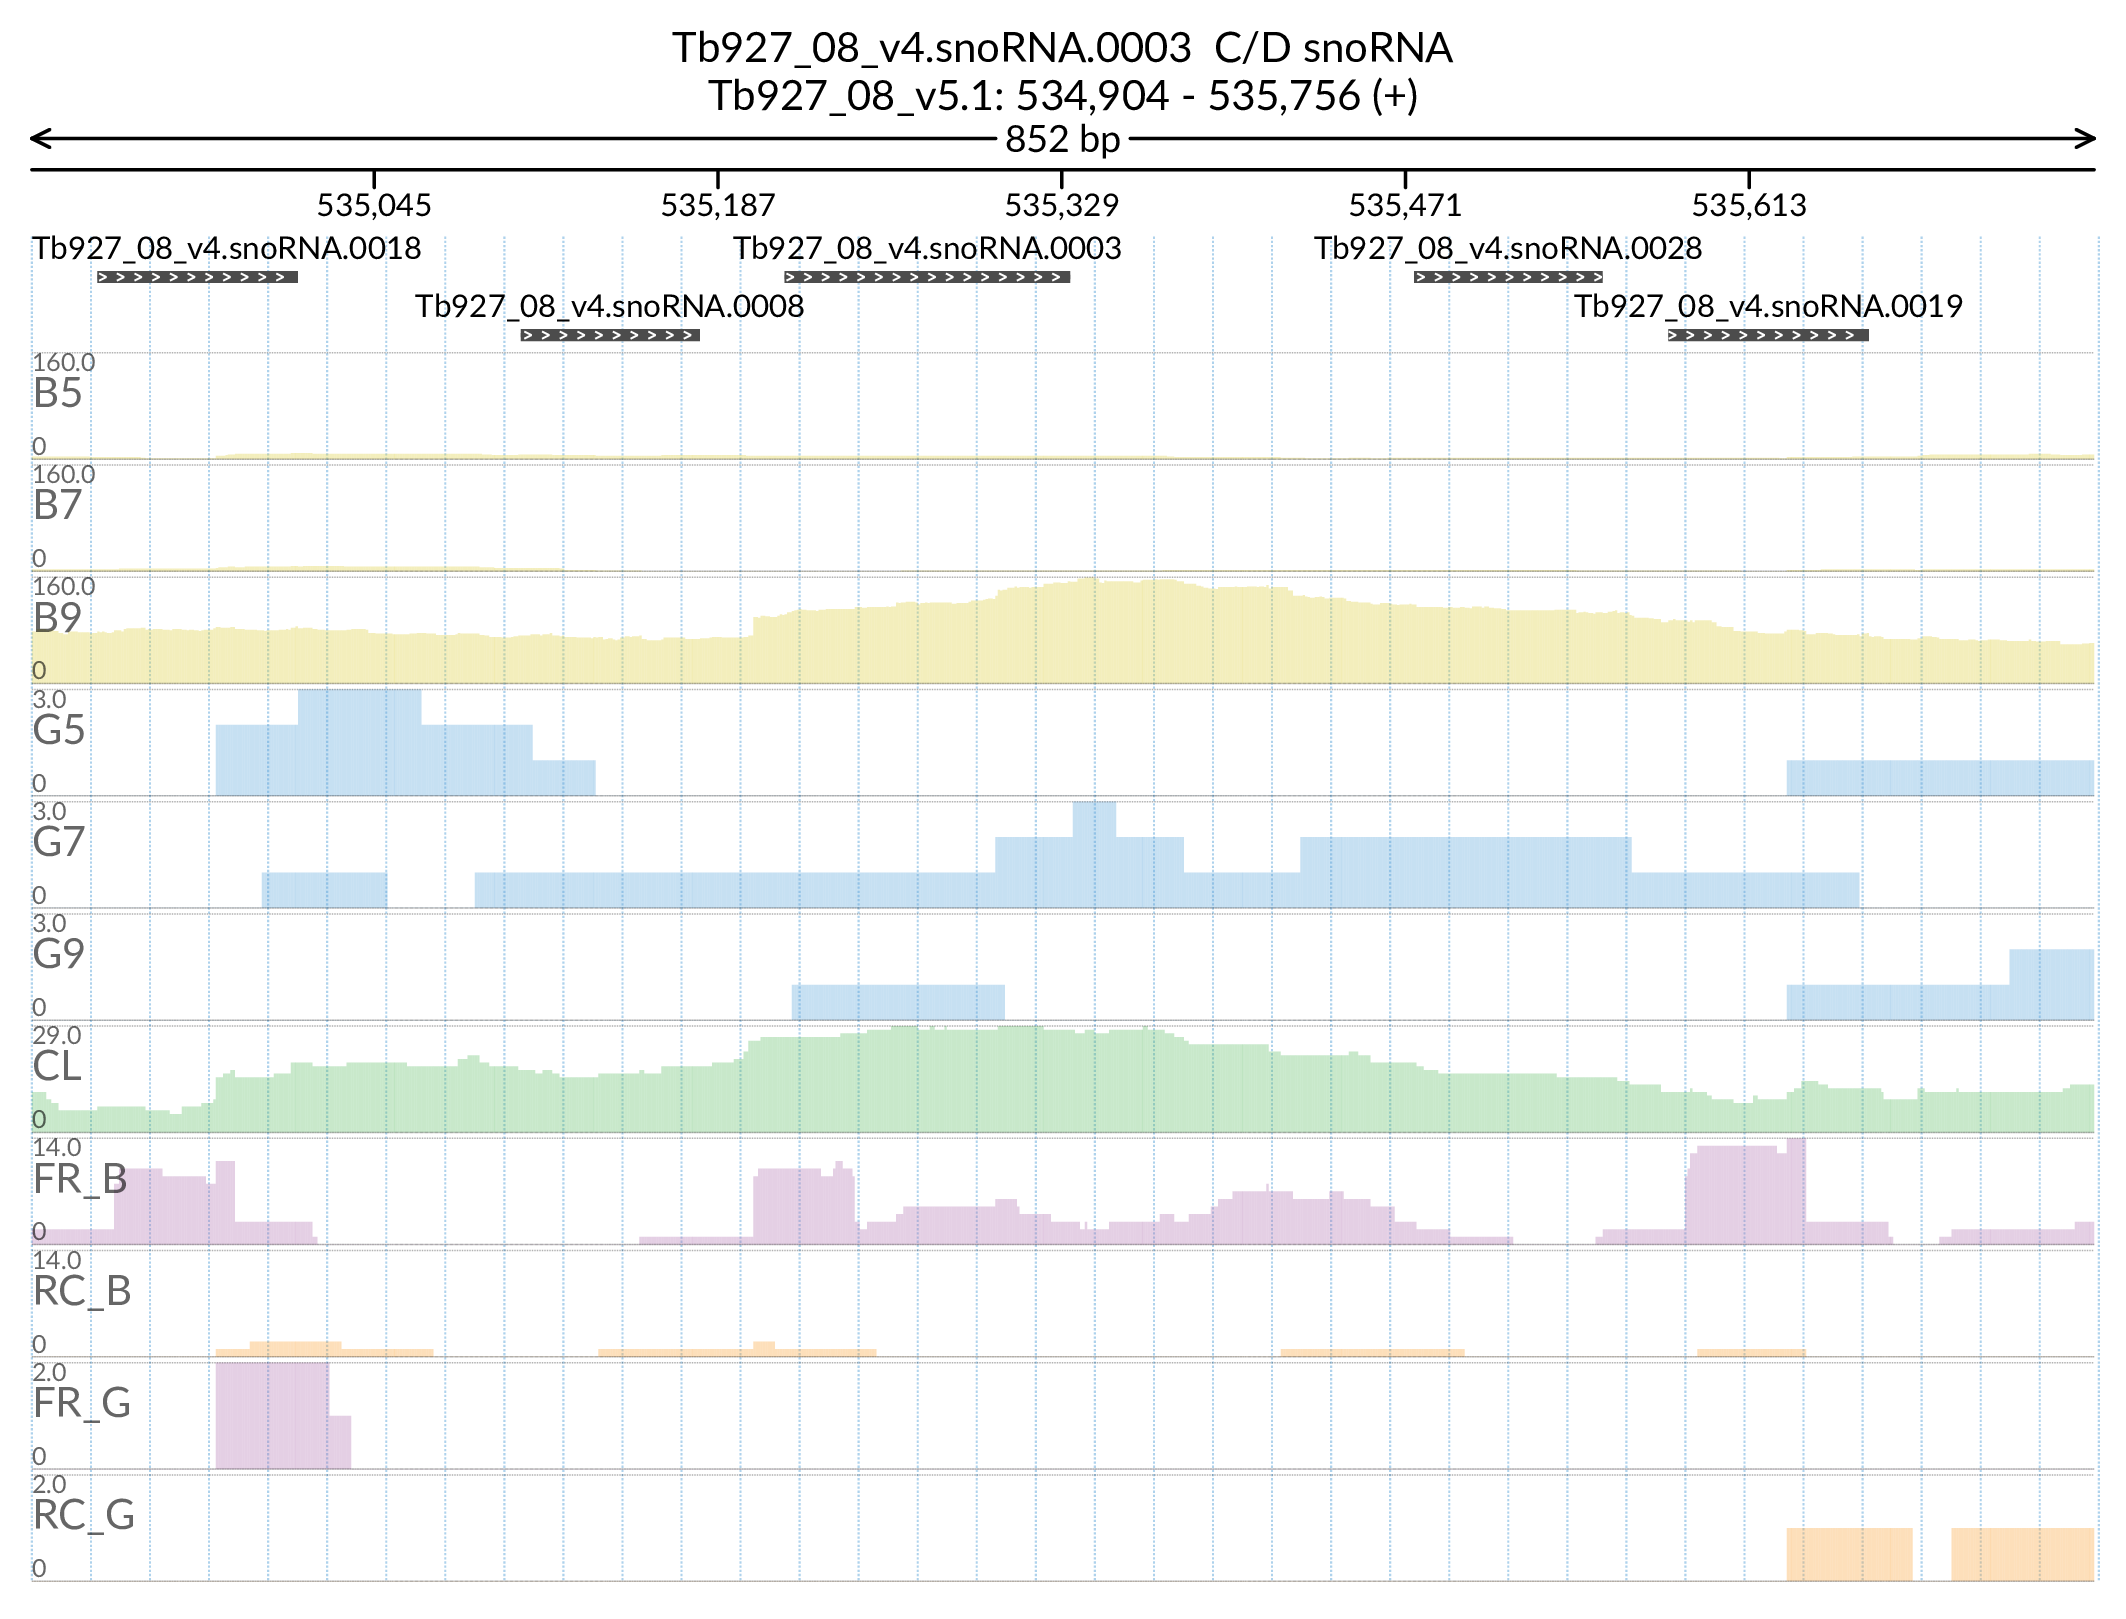 Tb927_08_v4.snoRNA.0003 C/D snoRNA
Tb927_08_v5.1: 534,904 - 535,756 (+)
852 bp
535,045 535,187 535,329 535,471 535,613
Tb927_08_v4.snoRNA.0018 Tb927_08_v4.snoRNA.0003 Tb927_08_v4.snoRNA.0028
Tb927_08_v4.snoRNA.0008 Tb927_08_v4.snoRNA.0019
160.0
B5
0
160.0
B7
0
160.0
B9
0
3.0
G5
0
3.0
G7
0
3.0
G9
0
29.0
CL
0
14.0
FR_B
0
14.0
RC_B
0
2.0
FR_G
0
2.0
RC_G
0